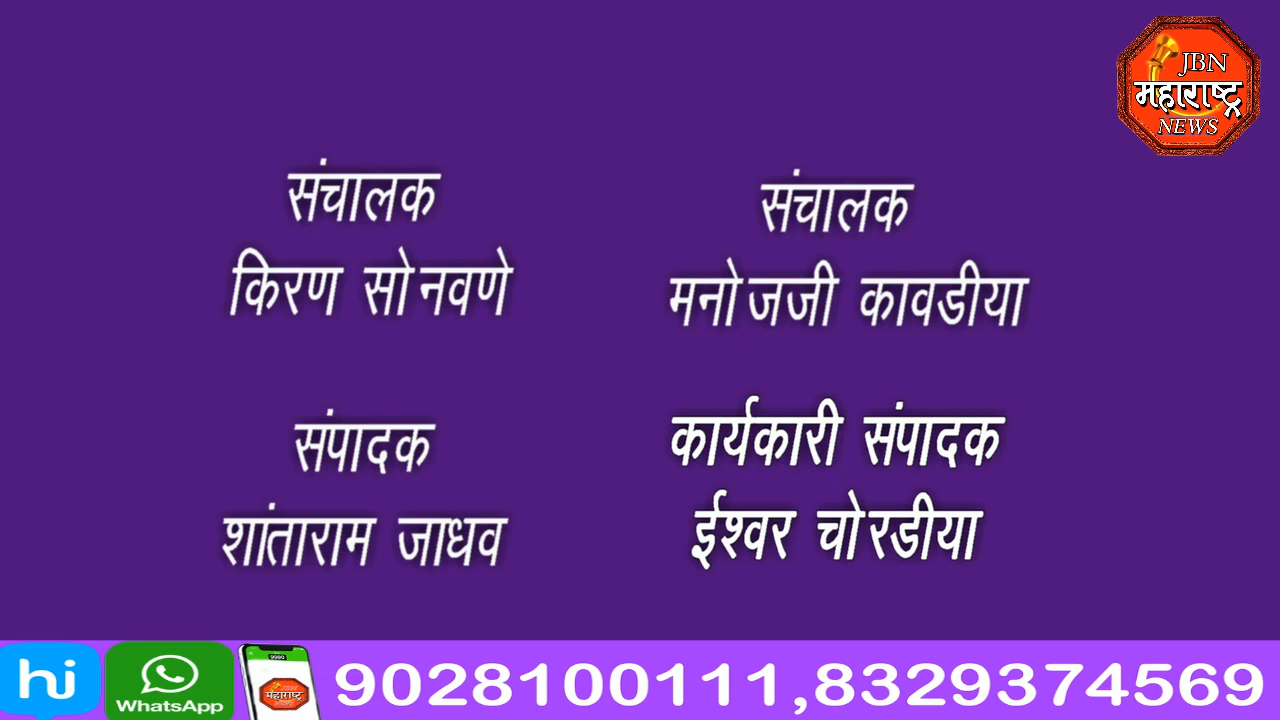 JBN
महाराष्ट्र
NEWS
संचालक
किरण सोनवणे
संचालक
मनोजजी कावडीया
संपादक
शांताराम जाधव
कार्यकारी संपादक
ईश्वर चोरडीया
hi
WhatsApp
महाराष्ट्र
9028100111,8329374569